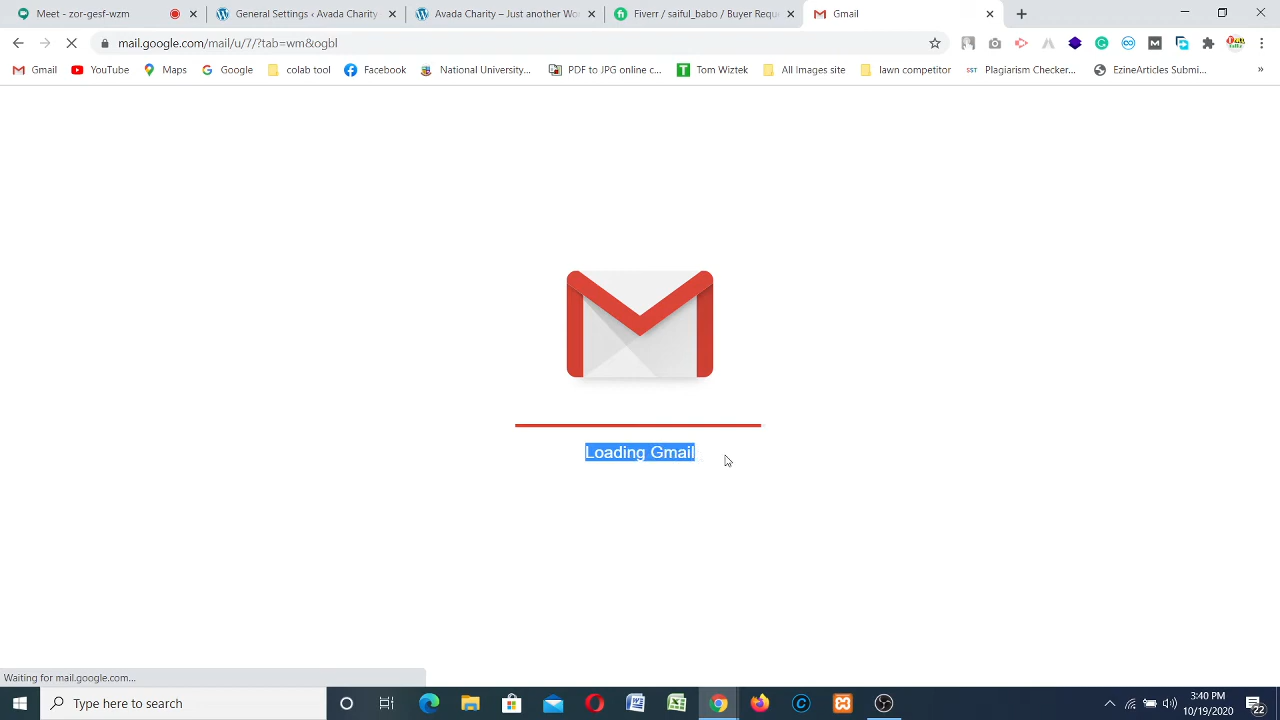 Meet - zor-gesf-vm
General Settings ‹ Avada Charity
Avada Charity – Just another Wo
Fiverr / saiful_babo / Buyer Requ
Gmail
mail.google.com/mail/u/7/?tab=wm&ogbl
Gmail
YouTube
Maps
Google
colab tool
Facebook
National University...
PDF to JPG online c...
Tom Wiztek
All Images site
lawn competitor
SST Plagiarism Checker...
EzineArticles Submi...
»
Loading Gmail
Waiting for mail.google.com...
Type here to search
3:40 PM
10/19/2020
22